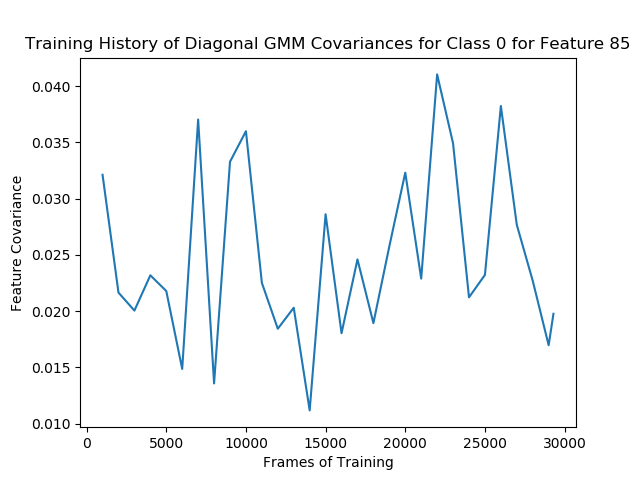 Training History of Diagonal GMM Covariances for Class 0 for Feature 85
0.040
0.035
0.030
0.025
0.020
0.015
0.010
Feature Covariance
0 5000 10000 15000 20000 25000 30000
Frames of Training